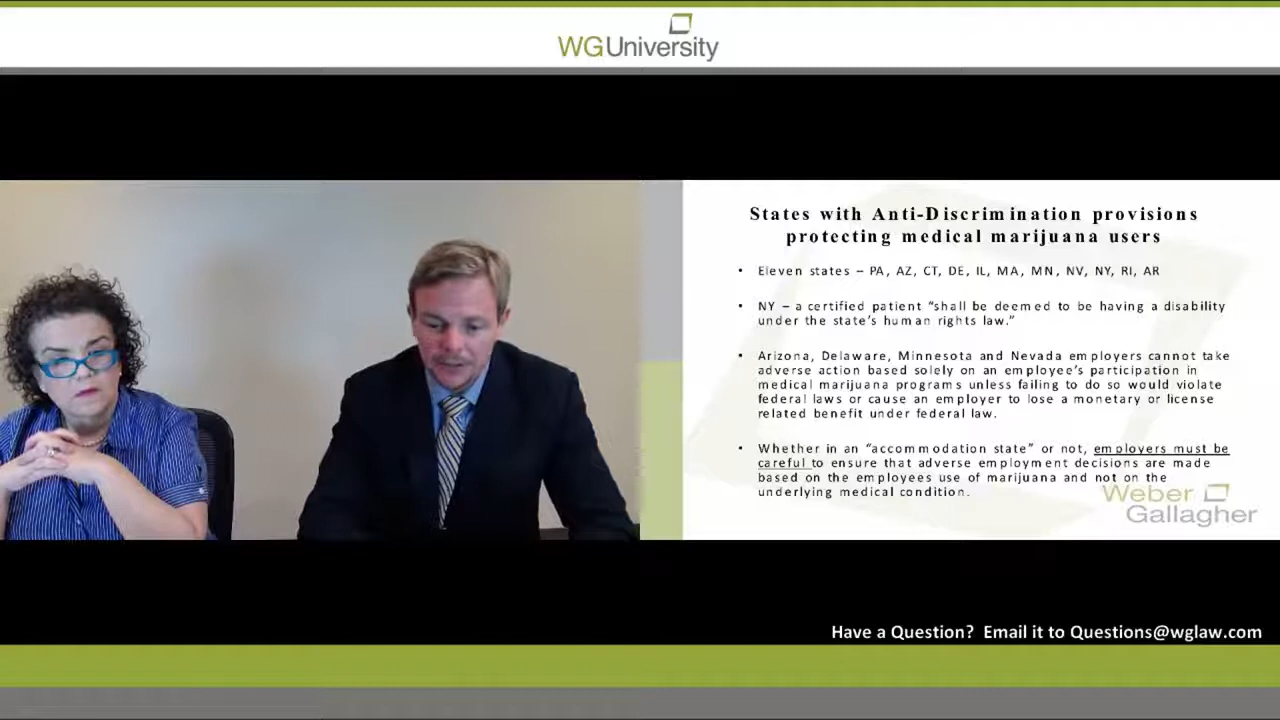 WGUniversity
States with Anti-Discrimination provisions
protecting medical marijuana users
• Eleven states – PA, AZ, CT, DE, IL, MA, MN, NV, NY, RI, AR
• NY – a certified patient “shall be deemed to be having a disability
under the state’s human rights law.”
• Arizona, Delaware, Minnesota and Nevada employers cannot take
adverse action based solely on an employee’s participation in
medical marijuana programs unless failing to do so would violate
federal laws or cause an employer to lose a monetary or license
related benefit under federal law.
• Whether in an “accommodation state” or not, employers must be
careful to ensure that adverse employment decisions are made
based on the employees use of marijuana and not on the
underlying medical condition.
Weber
Gallagher
Have a Question? Email it to Questions@wglaw.com